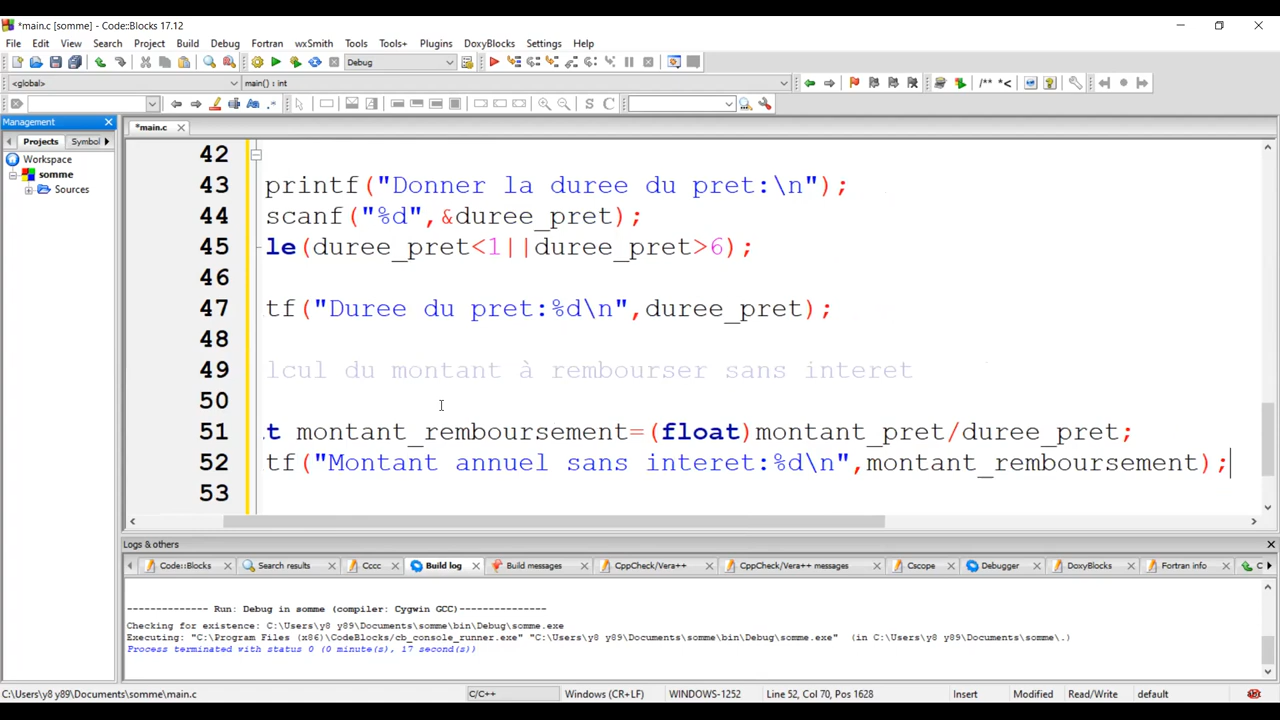 *main.c [somme] - Code::Blocks 17.12
File Edit View Search Project Build Debug Fortran wxSmith Tools Tools+ Plugins DoxyBlocks Settings Help
Debug
<global> main() : int /** *<
S C
Management *main.c
Projects Symbol
Workspace
somme
Sources
42
43 printf("Donner la duree du pret:\n");
44 scanf("%d",&duree_pret);
45 le(duree_pret<1||duree_pret>6);
46
47 tf("Duree du pret:%d\n",duree_pret);
48
49 lcul du montant à rembourser sans interet
50
51 t montant_remboursement=(float)montant_pret/duree_pret;
52 tf("Montant annuel sans interet:%d\n",montant_remboursement);
53
Logs & others
Code::Blocks Search results Cccc Build log Build messages CppCheck/Vera++ CppCheck/Vera++ messages Cscope Debugger DoxyBlocks Fortran info C
-------------- Run: Debug in somme (compiler: Cygwin GCC)---------------
Checking for existence: C:\Users\y8 y89\Documents\somme\bin\Debug\somme.exe
Executing: "C:\Program Files (x86)\CodeBlocks/cb_console_runner.exe" "C:\Users\y8 y89\Documents\somme\bin\Debug\somme.exe" (in C:\Users\y8 y89\Documents\somme\.)
Process terminated with status 0 (0 minute(s), 17 second(s))
C:\Users\y8 y89\Documents\somme\main.c C/C++ Windows (CR+LF) WINDOWS-1252 Line 52, Col 70, Pos 1628 Insert Modified Read/Write default